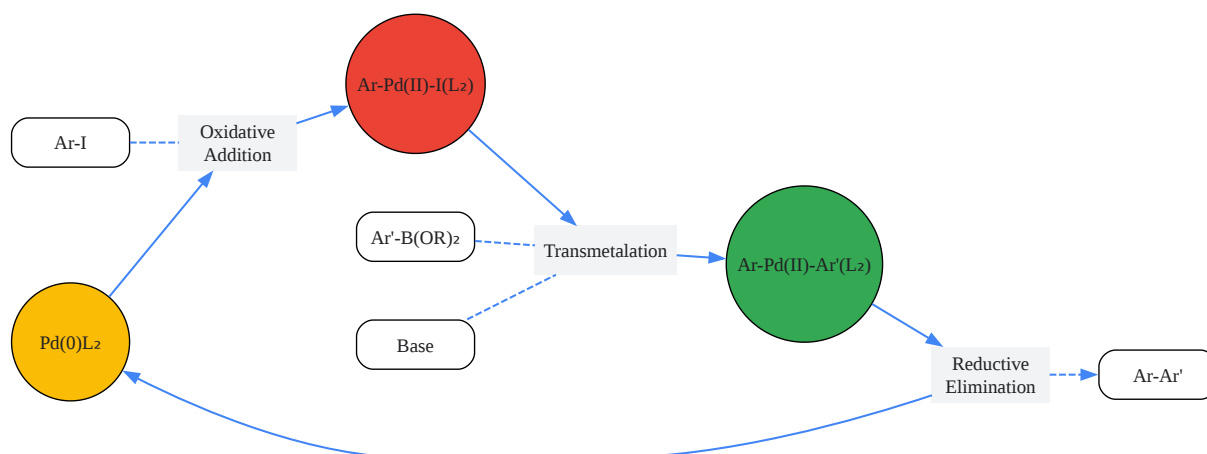 Ar-Pd(II)-I(L₂)
Ar-I
Oxidative
Addition
Ar'-B(OR)₂
Transmetalation
Ar-Pd(II)-Ar'(L₂)
Pd(0)L₂
Base
Reductive
Elimination
Ar-Ar'